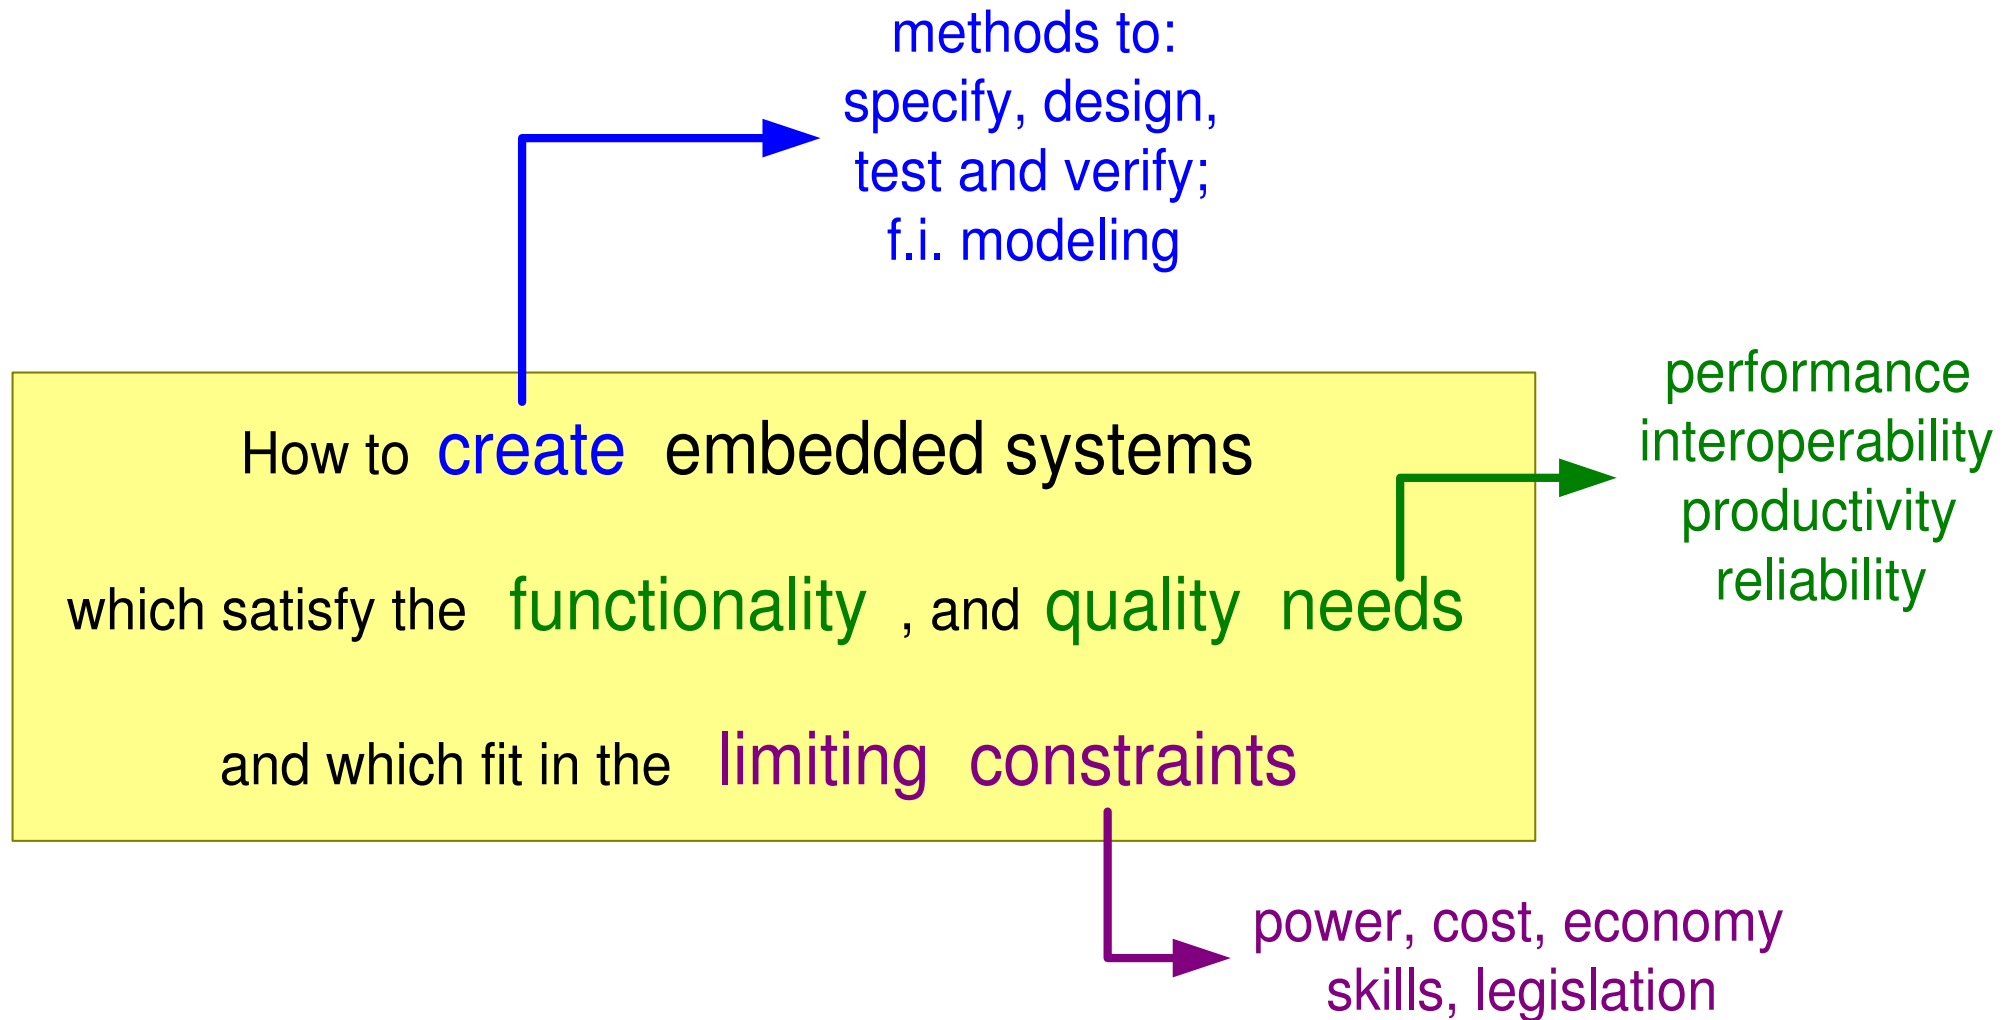 methods to:
specify, design,
test and verify;
f.i. modeling
How to create embedded systems
which satisfy the functionality , and quality needs
and which fit in the limiting constraints
performance
interoperability
productivity
reliability
power, cost, economy
skills, legislation